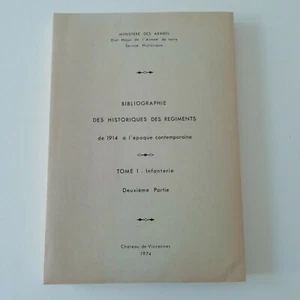 MINISTERE DES ARMEES
Etat Major de l'Armée de terre
Service Historique
BIBLIOGRAPHIE
DES HISTORIQUES DES REGIMENTS
de 1914 à l'époque contemporaine
TOME 1 : Infanterie
Deuxième Partie
Chateau de Vincennes
1974